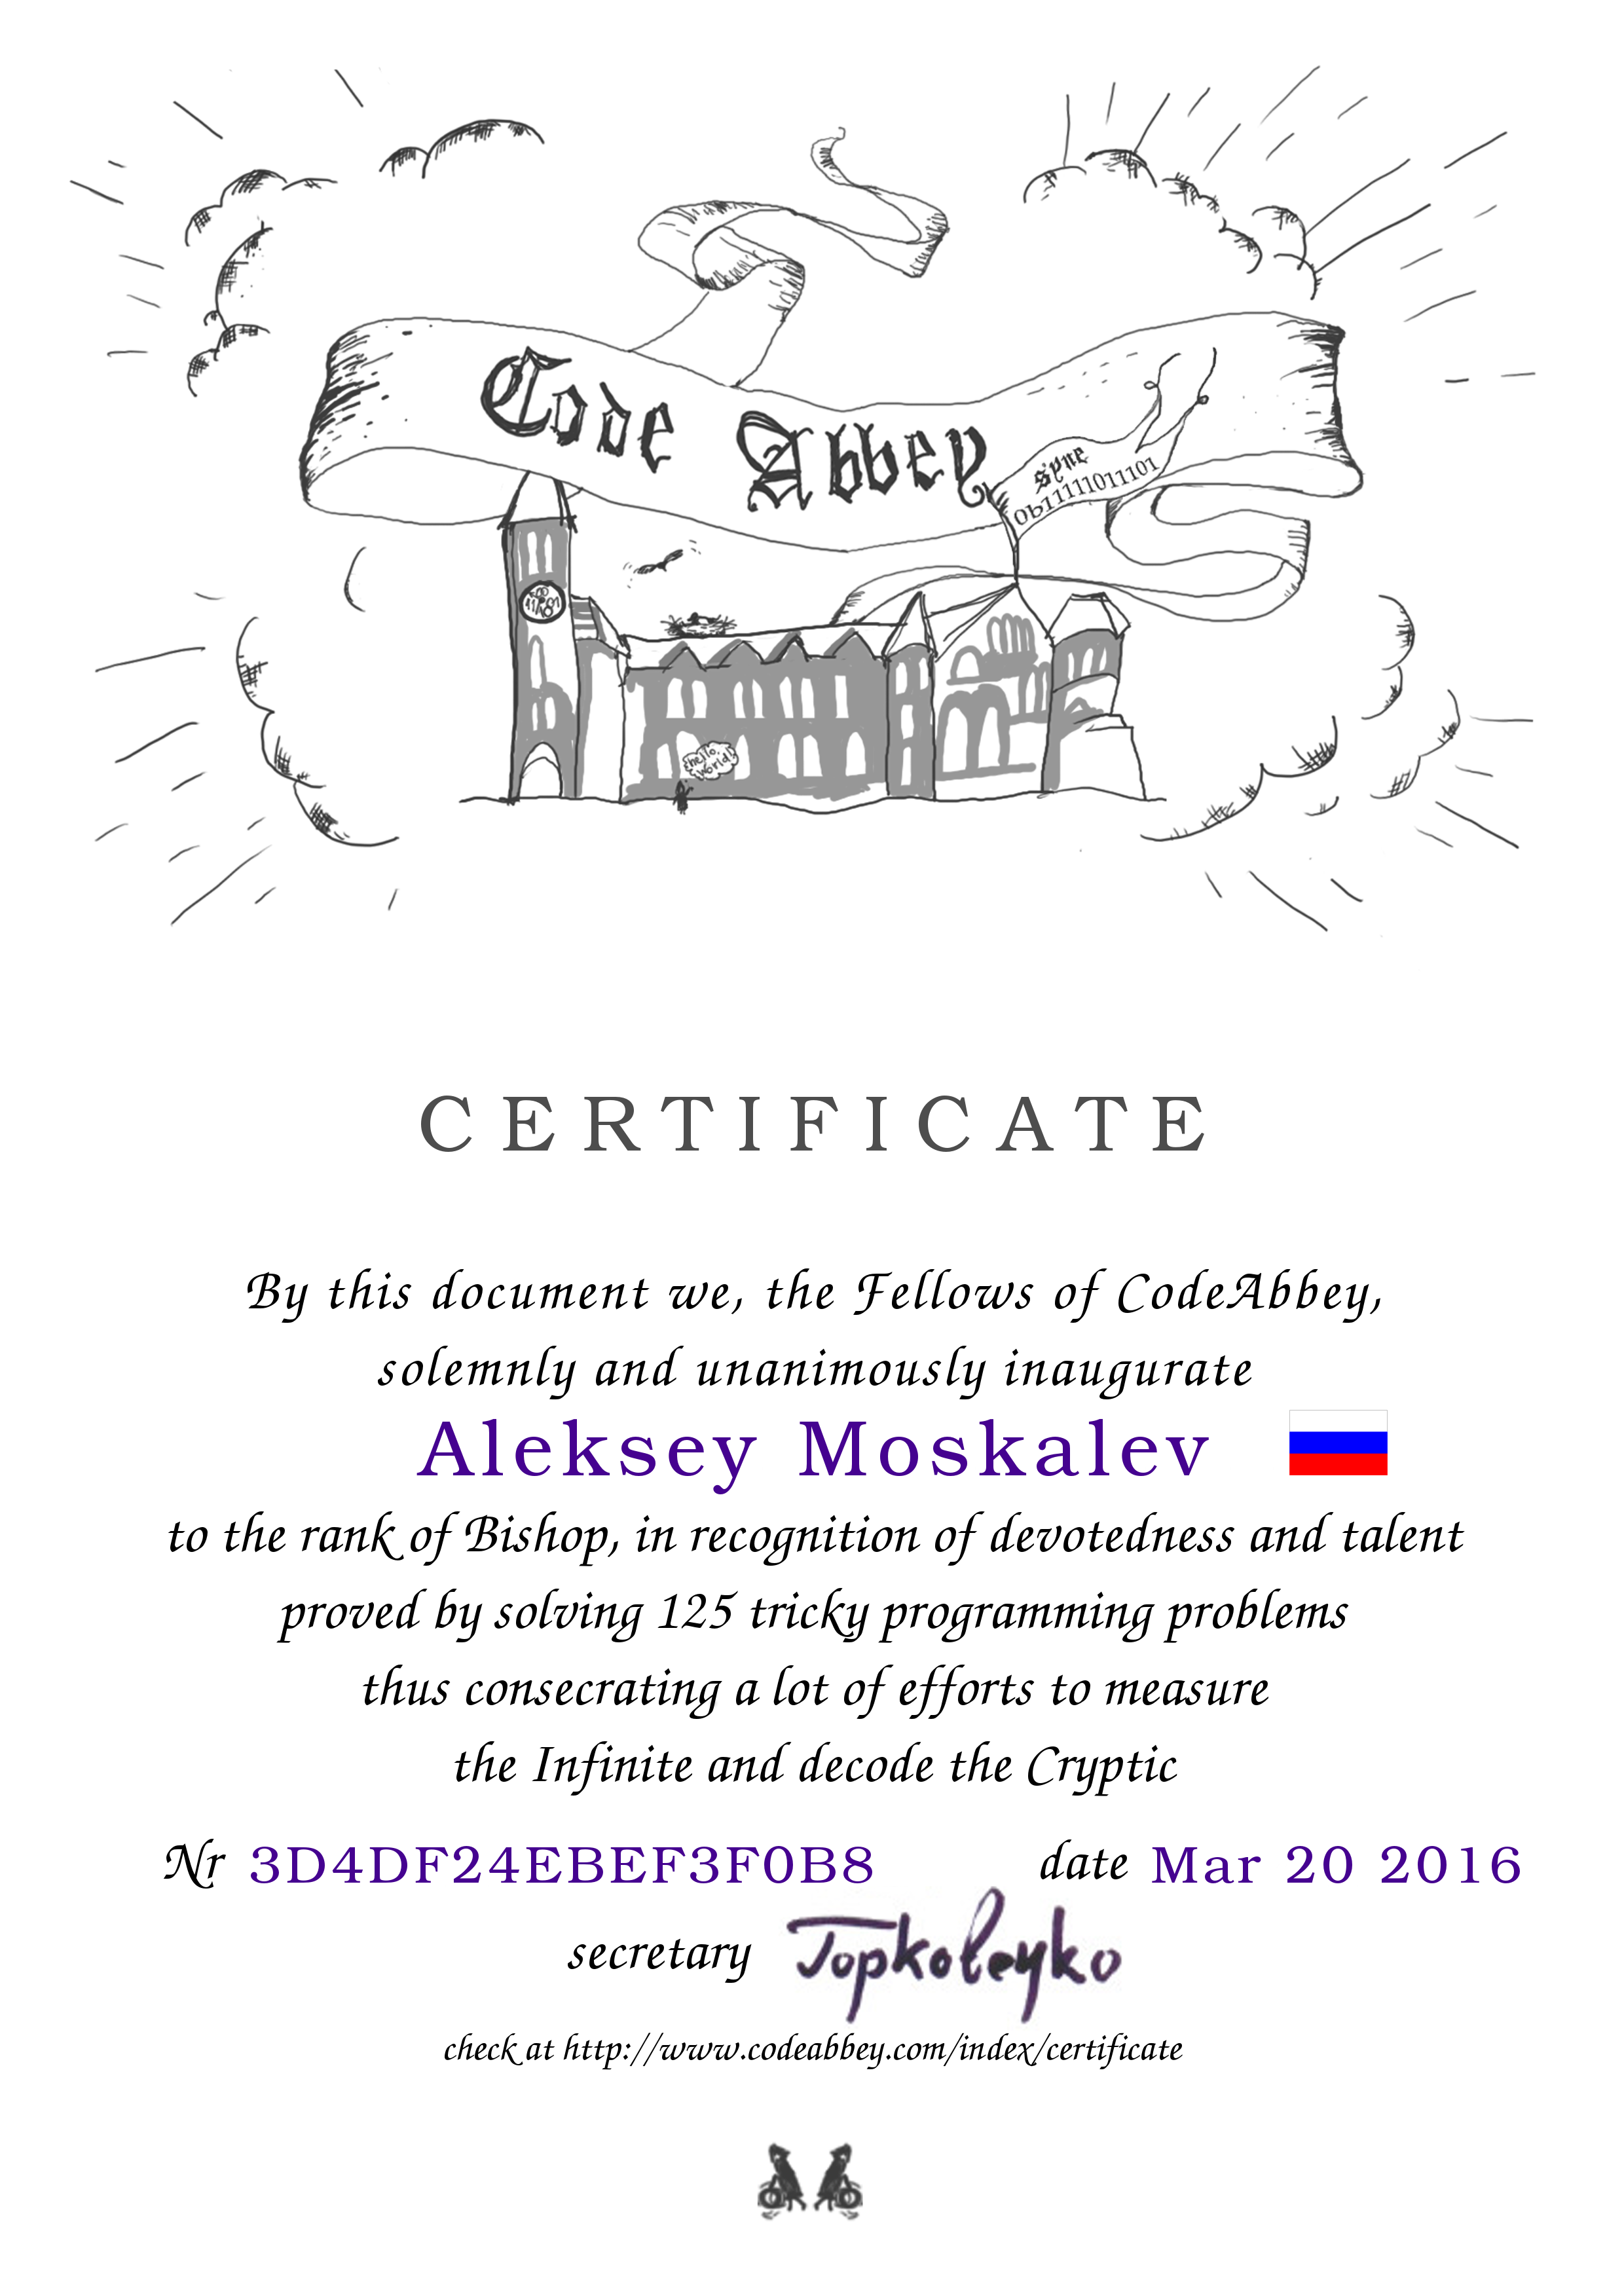 Code Abbey
syne
0b11111011101
hello,
world!
CERTIFICATE
By this document we, the Fellows of CodeAbbey,
solemnly and unanimously inaugurate
Aleksey Moskalev
to the rank of Bishop, in recognition of devotedness and talent
proved by solving 125 tricky programming problems
thus consecrating a lot of efforts to measure
the Infinite and decode the Cryptic
Nr 3D4DF24EBEF3F0B8 date Mar 20 2016
secretary
check at http://www.codeabbey.com/index/certificate